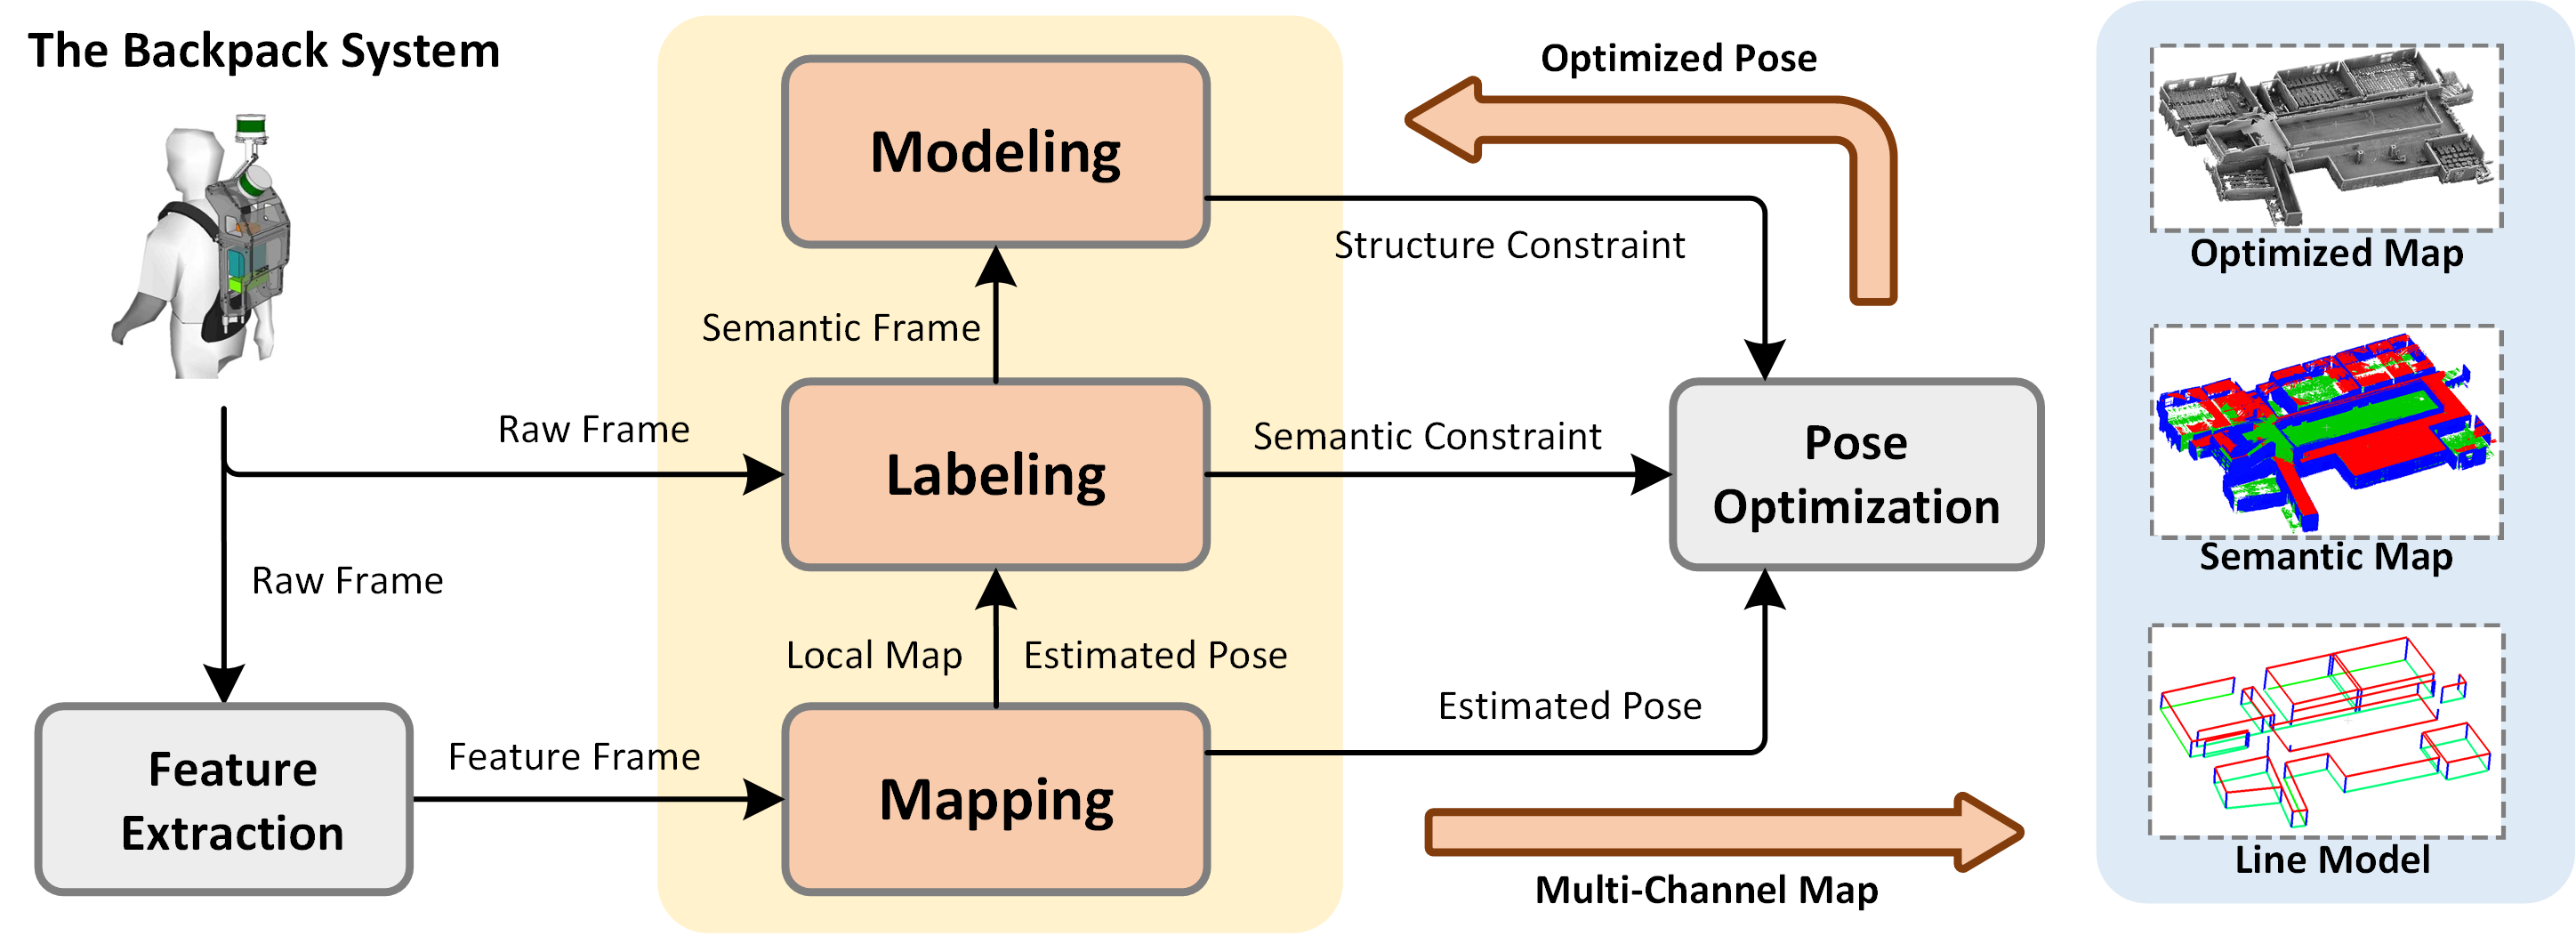 The Backpack System
Modeling
Optimized Pose
Structure Constraint
Optimized Map
Semantic Frame
Raw Frame
Labeling
Semantic Constraint
Pose
Optimization
Semantic Map
Raw Frame
Local Map
Estimated Pose
Estimated Pose
Feature
Extraction
Feature Frame
Mapping
Multi-Channel Map
Line Model